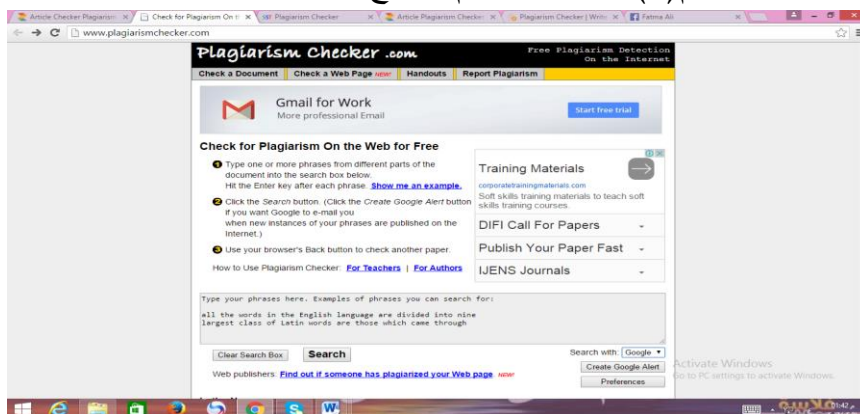 Article Checker Plagiarism
Check for Plagiarism On t
Plagiarism Checker
Article Plagiarism Checke
Plagiarism Checker | Write
Fatma Ali
www.plagiarismchecker.com
Plagiarism Checker .com
Free Plagiarism Detection
On the Internet
Check a Document Check a Web Page NEW! Handouts Report Plagiarism
Gmail for Work
More professional Email
Start free trial
Check for Plagiarism On the Web for Free
1 Type one or more phrases from different parts of the
document into the search box below.
Hit the Enter key after each phrase. Show me an example.
2 Click the Search button. (Click the Create Google Alert button
if you want Google to e-mail you
when new instances of your phrases are published on the
Internet.)
3 Use your browser's Back button to check another paper.
How to Use Plagiarism Checker: For Teachers | For Authors
Training Materials
corporatetrainingmaterials.com
Soft skills training materials to teach soft
skills training courses.
DIFI Call For Papers
Publish Your Paper Fast
IJENS Journals
Type your phrases here. Examples of phrases you can search for:
all the words in the English language are divided into nine
largest class of Latin words are those which came through
Clear Search Box Search
Search with: Google
Create Google Alert
Preferences
Web publishers: Find out if someone has plagiarized your Web page. NEW!
Activate Windows
Go to PC settings to activate Windows.